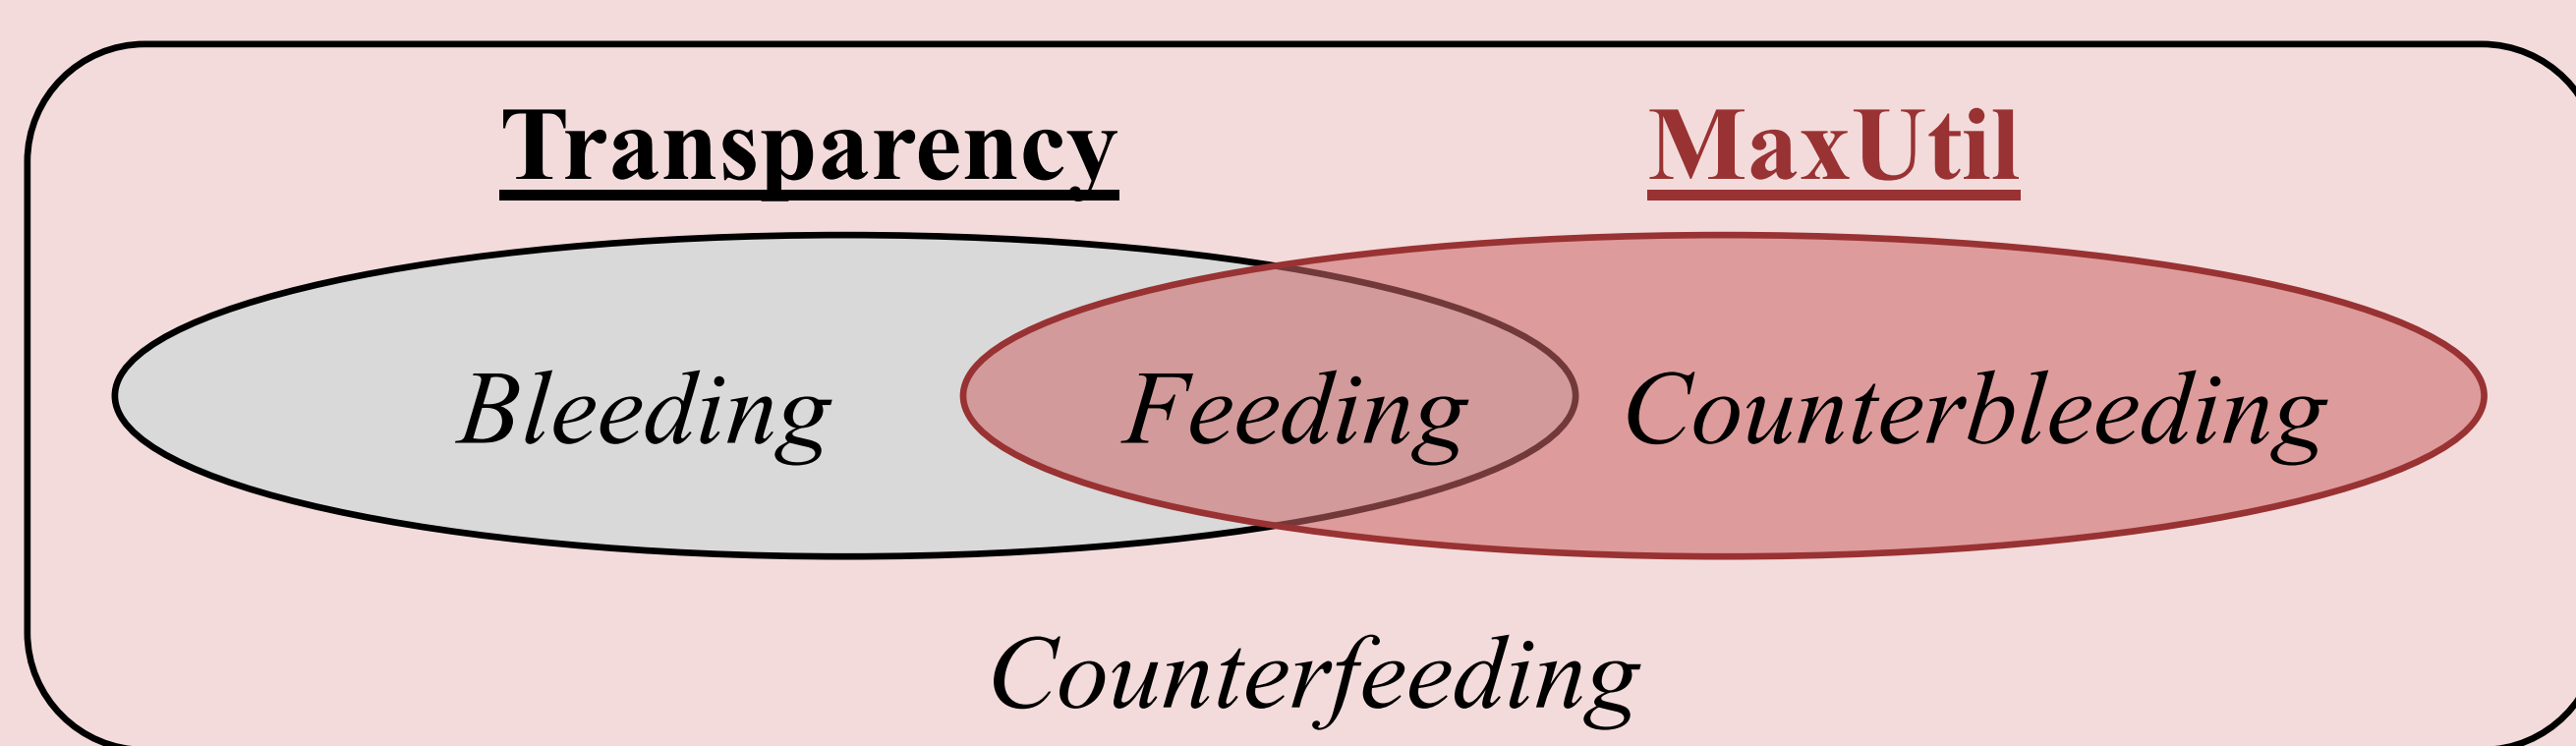 Transparency MaxUtil
Bleeding Feeding Counterbleeding
Counterfeeding